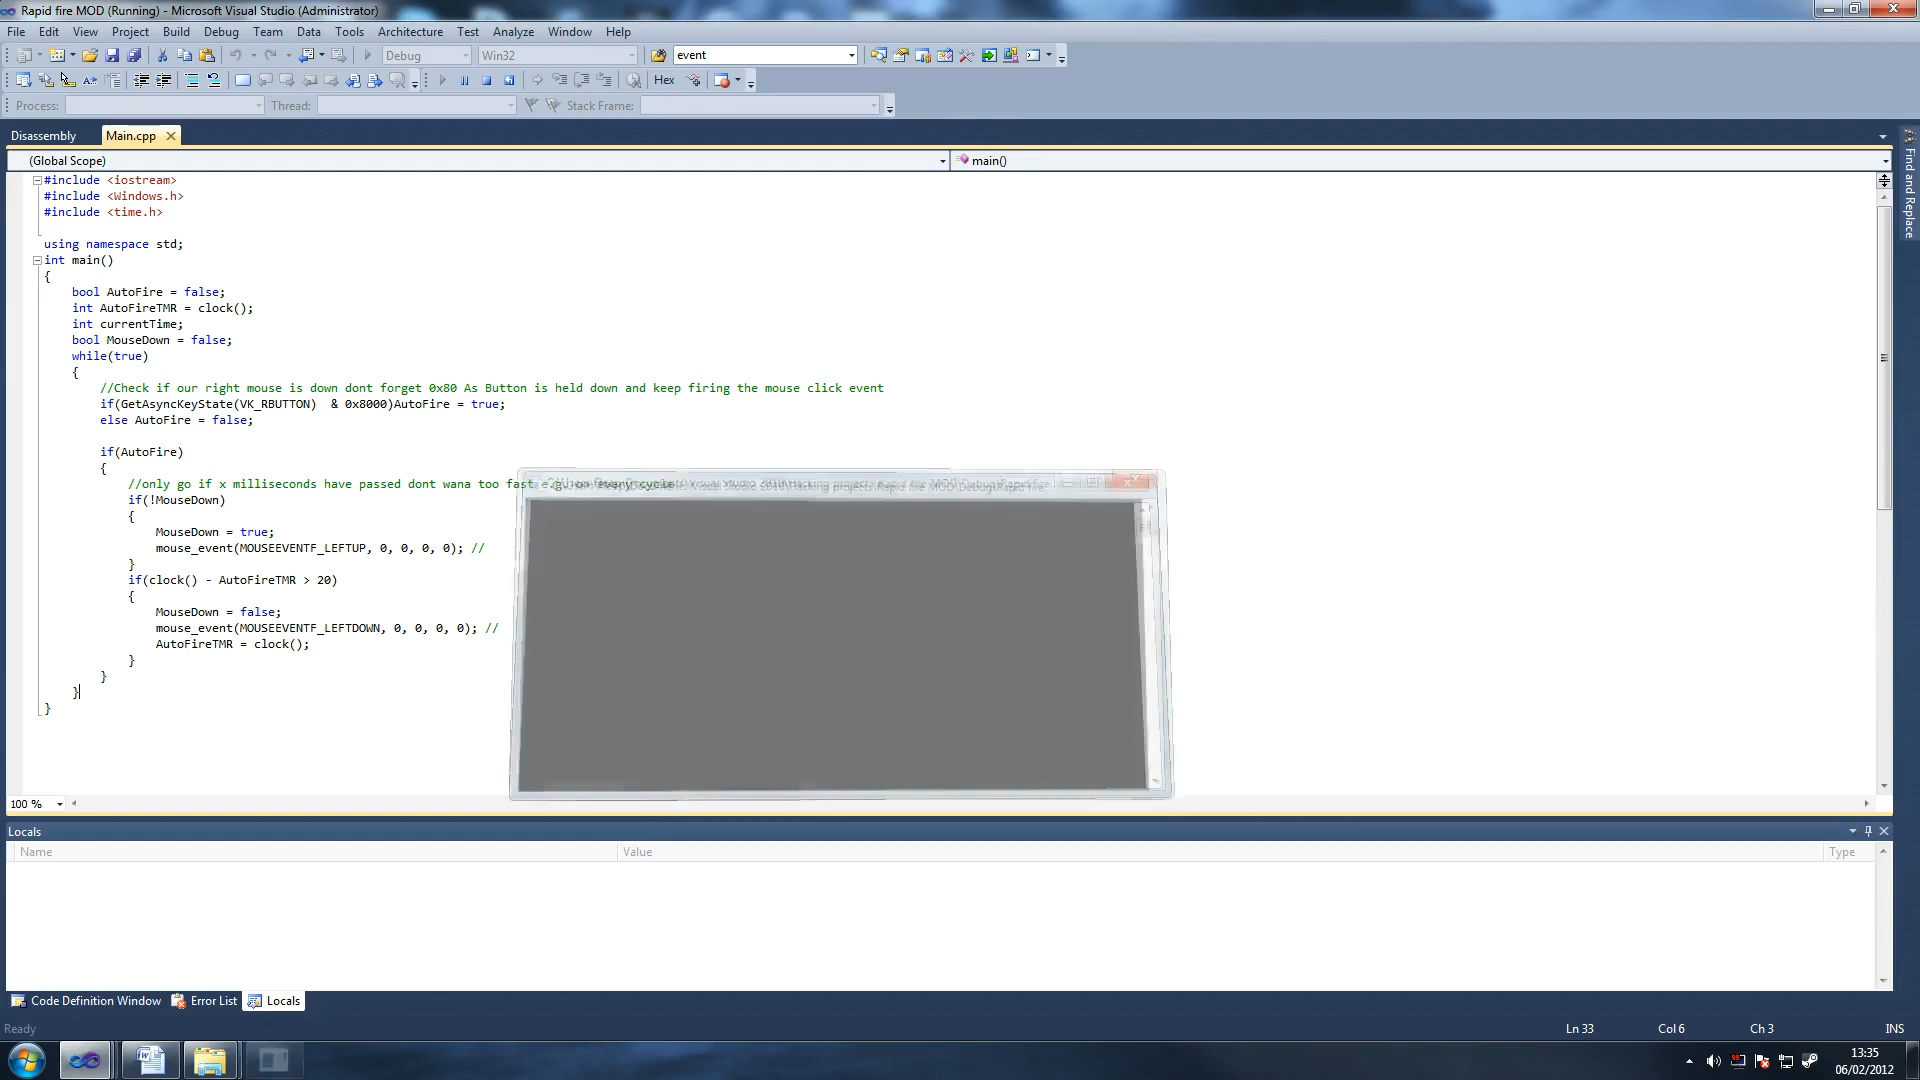 Rapid fire MOD (Running) - Microsoft Visual Studio (Administrator)
File Edit View Project Build Debug Team Data Tools Architecture Test Analyze Window Help
Debug Win32 event
Hex
Process: Thread: Stack Frame:
Disassembly Main.cpp
(Global Scope) main()
Find and Replace
#include <iostream>
#include <Windows.h>
#include <time.h>
using namespace std;
int main()
{
bool AutoFire = false;
int AutoFireTMR = clock();
int currentTime;
bool MouseDown = false;
while(true)
{
//Check if our right mouse is down dont forget 0x80 As Button is held down and keep firing the mouse click event
if(GetAsyncKeyState(VK_RBUTTON) & 0x8000)AutoFire = true;
else AutoFire = false;
if(AutoFire)
{
//only go if x milliseconds have passed dont wana too fast e.g. on every cycle
if(!MouseDown)
{
MouseDown = true;
mouse_event(MOUSEEVENTF_LEFTUP, 0, 0, 0, 0); //
}
if(clock() - AutoFireTMR > 20)
{
MouseDown = false;
mouse_event(MOUSEEVENTF_LEFTDOWN, 0, 0, 0, 0); //
AutoFireTMR = clock();
}
}
}
}
100 %
Locals
Name Value Type
Code Definition Window Error List Locals
Ready Ln 33 Col 6 Ch 3 INS
13:35
06/02/2012